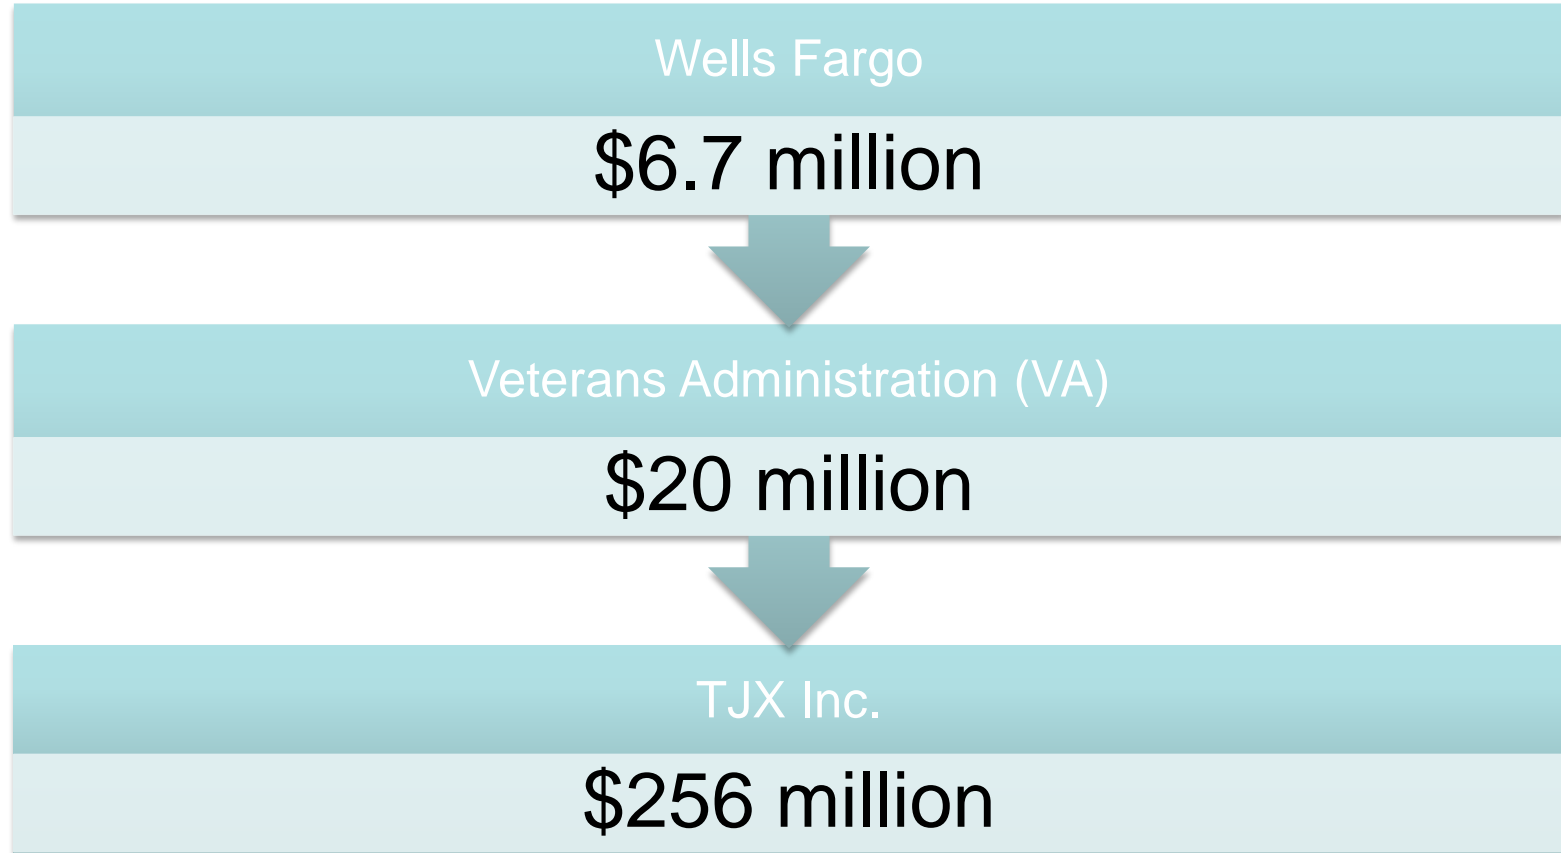 Wells Fargo
$6.7 million
Veterans Administration (VA)
$20 million
TJX Inc.
$256 million